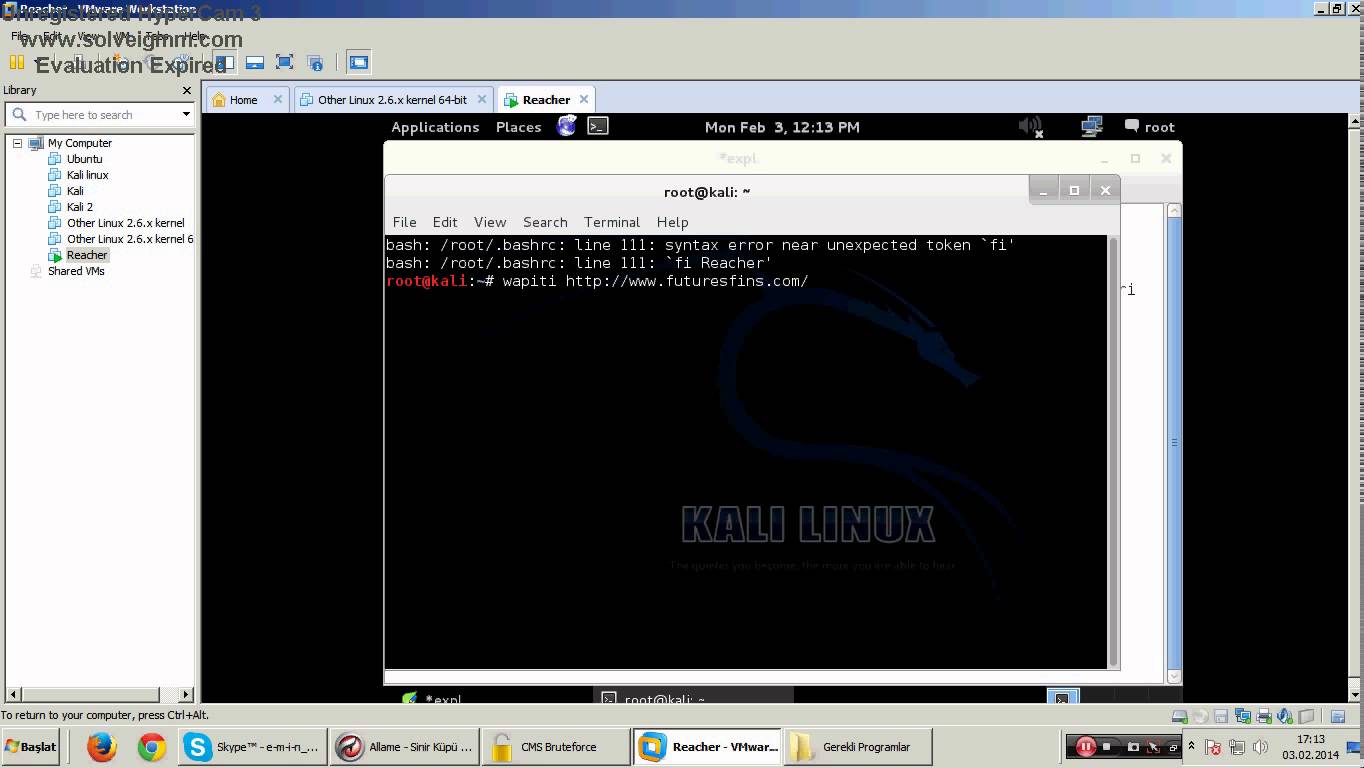 Reacher - VMware Workstation
Unregistered HyperCam 3
File Edit View VM Tabs Help
www.solveigmm.com
Evaluation Expired
Library
Type here to search
My Computer
Ubuntu
Kali linux
Kali
Kali 2
Other Linux 2.6.x kernel
Other Linux 2.6.x kernel 6
Reacher
Shared VMs
Home
Other Linux 2.6.x kernel 64-bit
Reacher
Applications Places Mon Feb 3, 12:13 PM root
*expl
root@kali: ~
File Edit View Search Terminal Help
bash: /root/.bashrc: line 111: syntax error near unexpected token `fi'
bash: /root/.bashrc: line 111: `fi Reacher'
root@kali:~# wapiti http://www.futuresfins.com/
ri
KALI LINUX
The quieter you become, the more you are able to hear
*expl root@kali: ~
To return to your computer, press Ctrl+Alt.
Başlat
Skype™ - e-m-i-n_...
Allame - Sinir Küpü ...
CMS Bruteforce
Reacher - VMwar...
Gerekli Programlar
17:13
03.02.2014